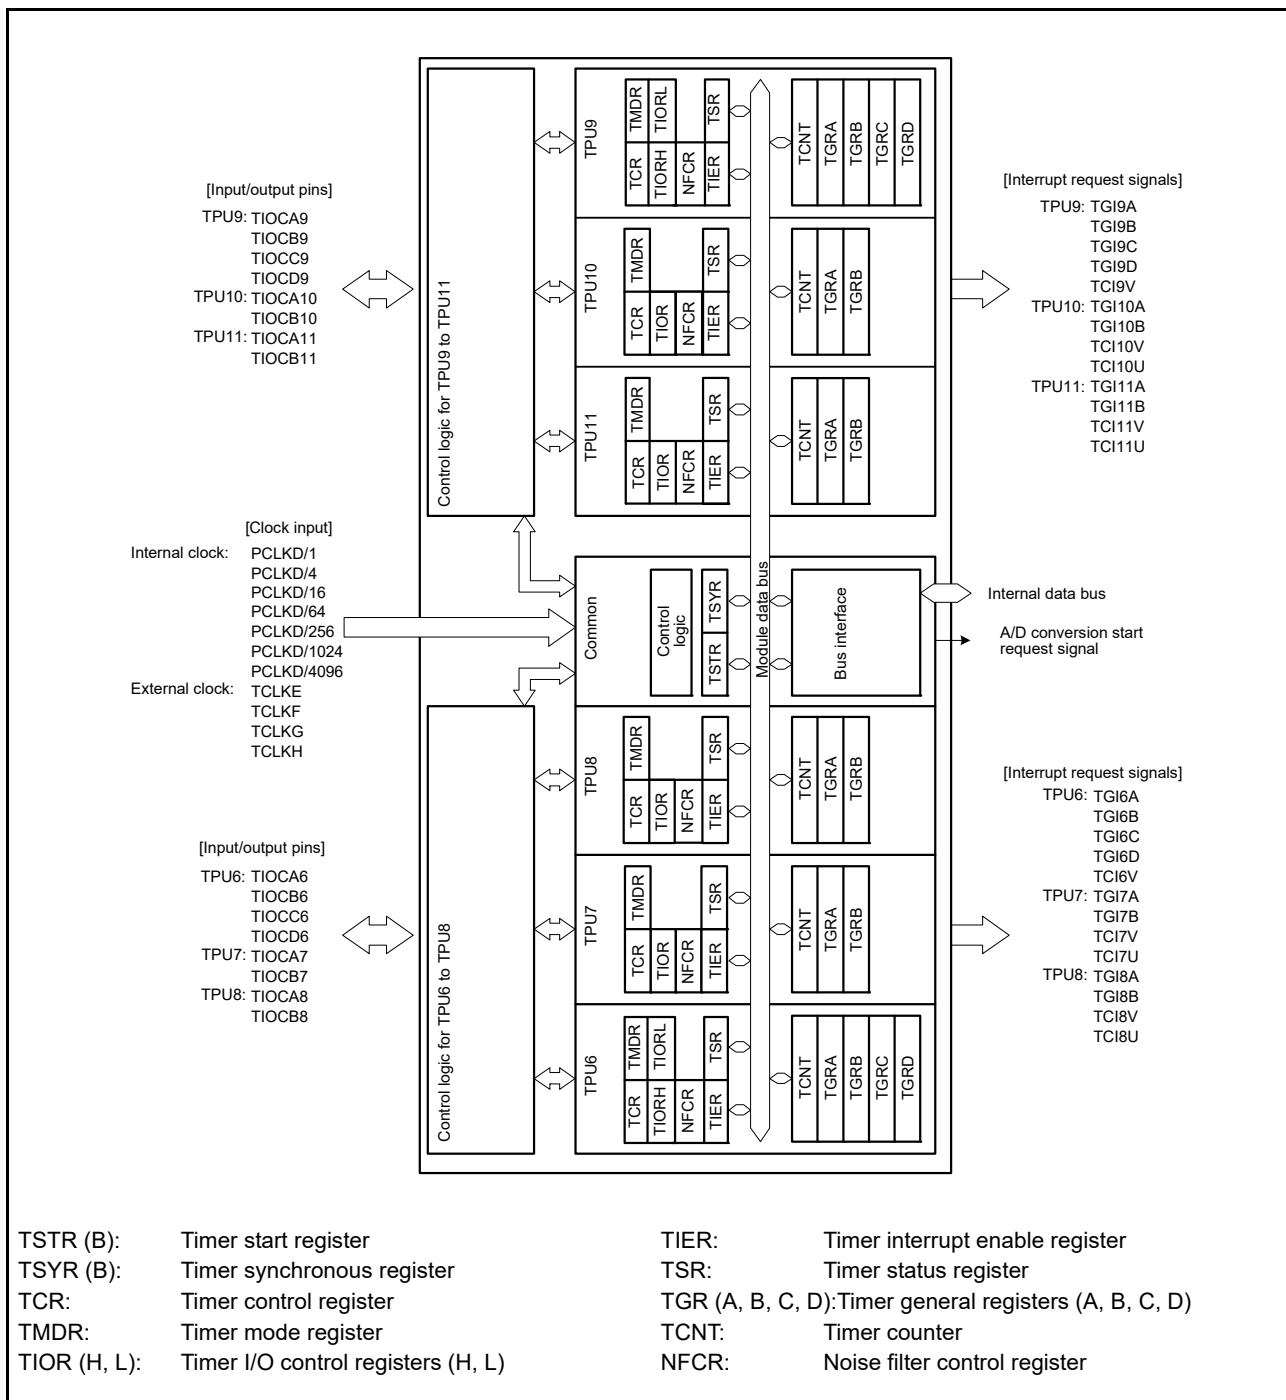 [Input/output pins]
TPU9: TIOCA9
TIOCB9
TIOCC9
TIOCD9
TPU10: TIOCA10
TIOCB10
TPU11: TIOCA11
TIOCB11
[Clock input]
Internal clock: PCLKD/1
PCLKD/4
PCLKD/16
PCLKD/64
PCLKD/256
PCLKD/1024
PCLKD/4096
External clock: TCLKE
TCLKF
TCLKG
TCLKH
[Input/output pins]
TPU6: TIOCA6
TIOCB6
TIOCC6
TIOCD6
TPU7: TIOCA7
TIOCB7
TPU8: TIOCA8
TIOCB8
Control logic for TPU9 to TPU11
Control logic for TPU6 to TPU8
TPU9
TMDR TIORL TSR
TCR TIORH NFCR TIER
TCNT TGRA TGRB TGRC TGRD
TPU10
TMDR TSR
TCR TIOR NFCR TIER
TCNT TGRA TGRB
TPU11
TMDR TSR
TCR TIOR NFCR TIER
TCNT TGRA TGRB
Common
Control
logic
TSTR TSYR
Module data bus
Bus interface
TPU8
TMDR TSR
TCR TIOR NFCR TIER
TCNT TGRA TGRB
TPU7
TMDR TSR
TCR TIOR NFCR TIER
TCNT TGRA TGRB
TPU6
TMDR TIORL TSR
TCR TIORH NFCR TIER
TCNT TGRA TGRB TGRC TGRD
[Interrupt request signals]
TPU9: TGI9A
TGI9B
TGI9C
TGI9D
TCI9V
TPU10: TGI10A
TGI10B
TCI10V
TCI10U
TPU11: TGI11A
TGI11B
TCI11V
TCI11U
Internal data bus
A/D conversion start
request signal
[Interrupt request signals]
TPU6: TGI6A
TGI6B
TGI6C
TGI6D
TCI6V
TPU7: TGI7A
TGI7B
TCI7V
TCI7U
TPU8: TGI8A
TGI8B
TCI8V
TCI8U
TSTR (B): Timer start register
TSYR (B): Timer synchronous register
TCR: Timer control register
TMDR: Timer mode register
TIOR (H, L): Timer I/O control registers (H, L)
TIER: Timer interrupt enable register
TSR: Timer status register
TGR (A, B, C, D):Timer general registers (A, B, C, D)
TCNT: Timer counter
NFCR: Noise filter control register